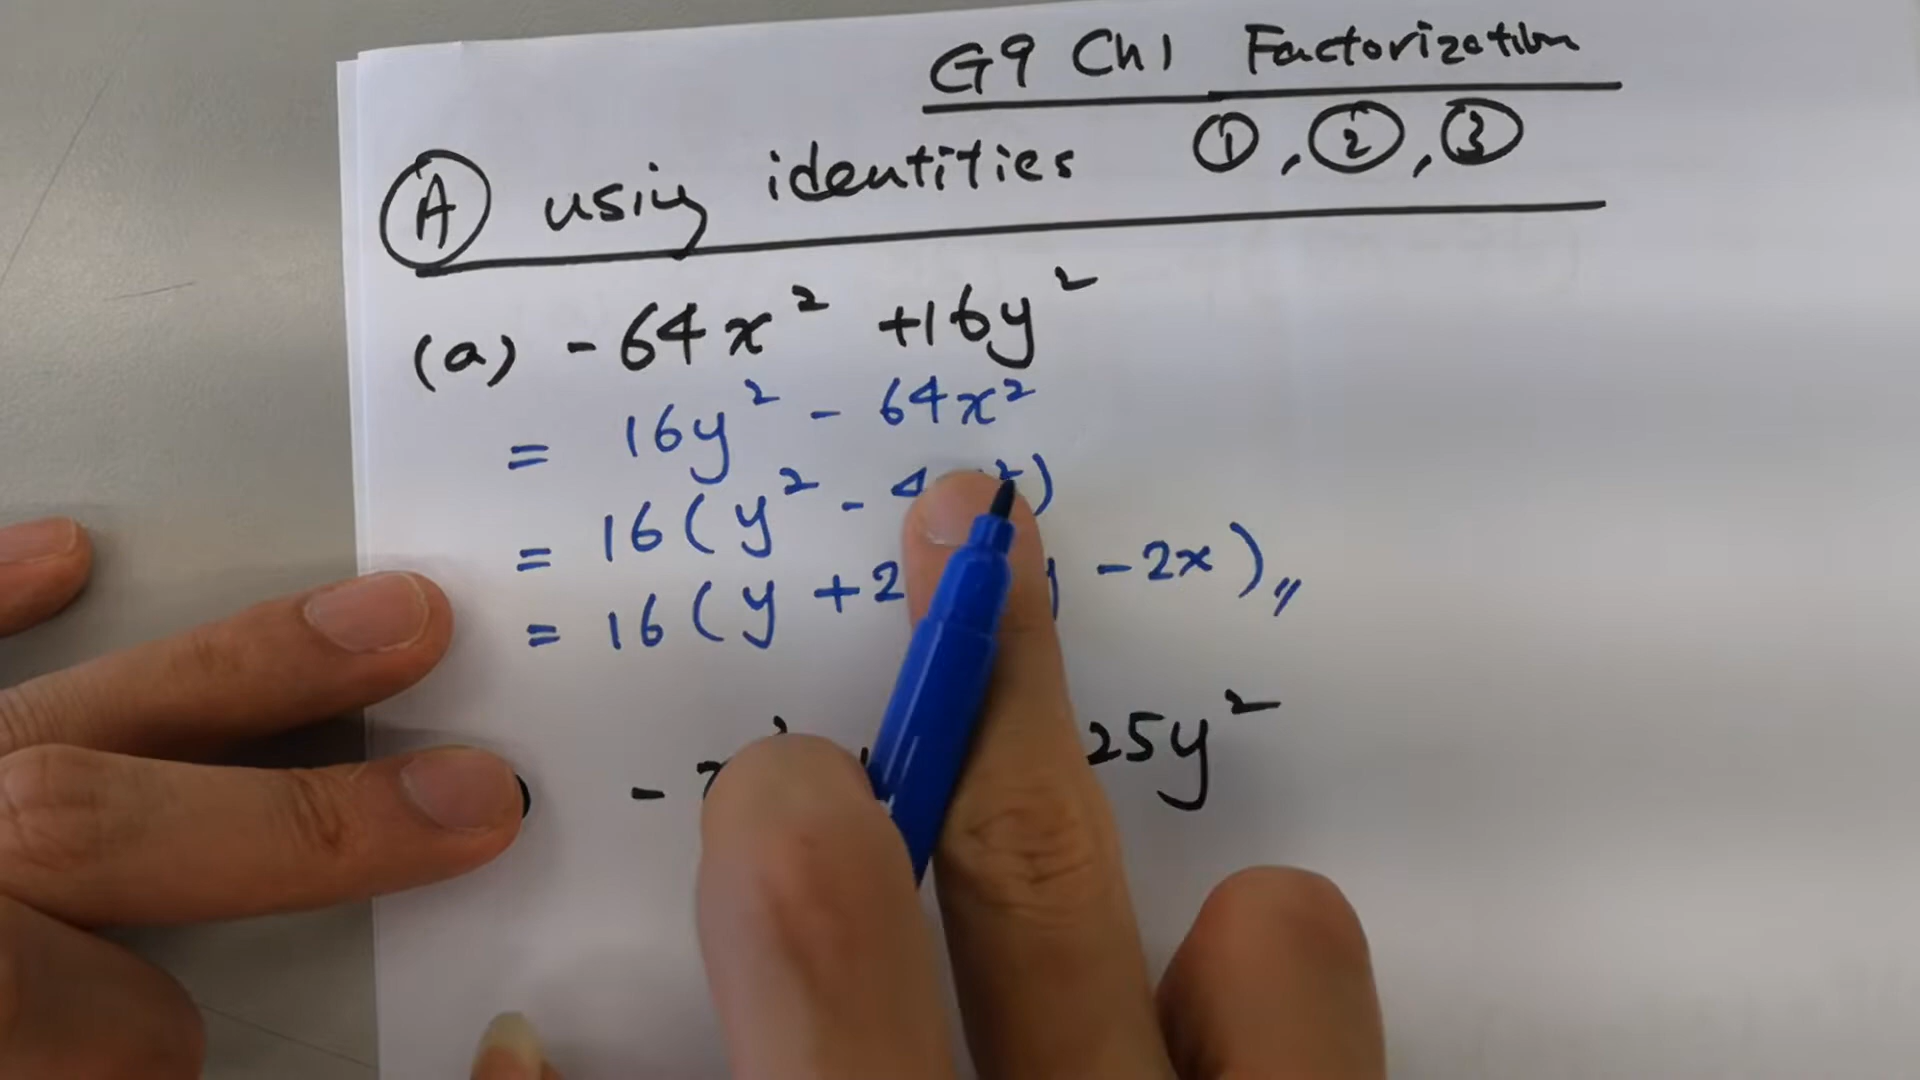 G9 Ch1 Factorization
Ⓐ using identities ①, ②, ③
(a) -64x² +16y²
= 16y² - 64x²
= 16(y² - 4 ²)
= 16(y +2 y -2x)〃
- 25y²